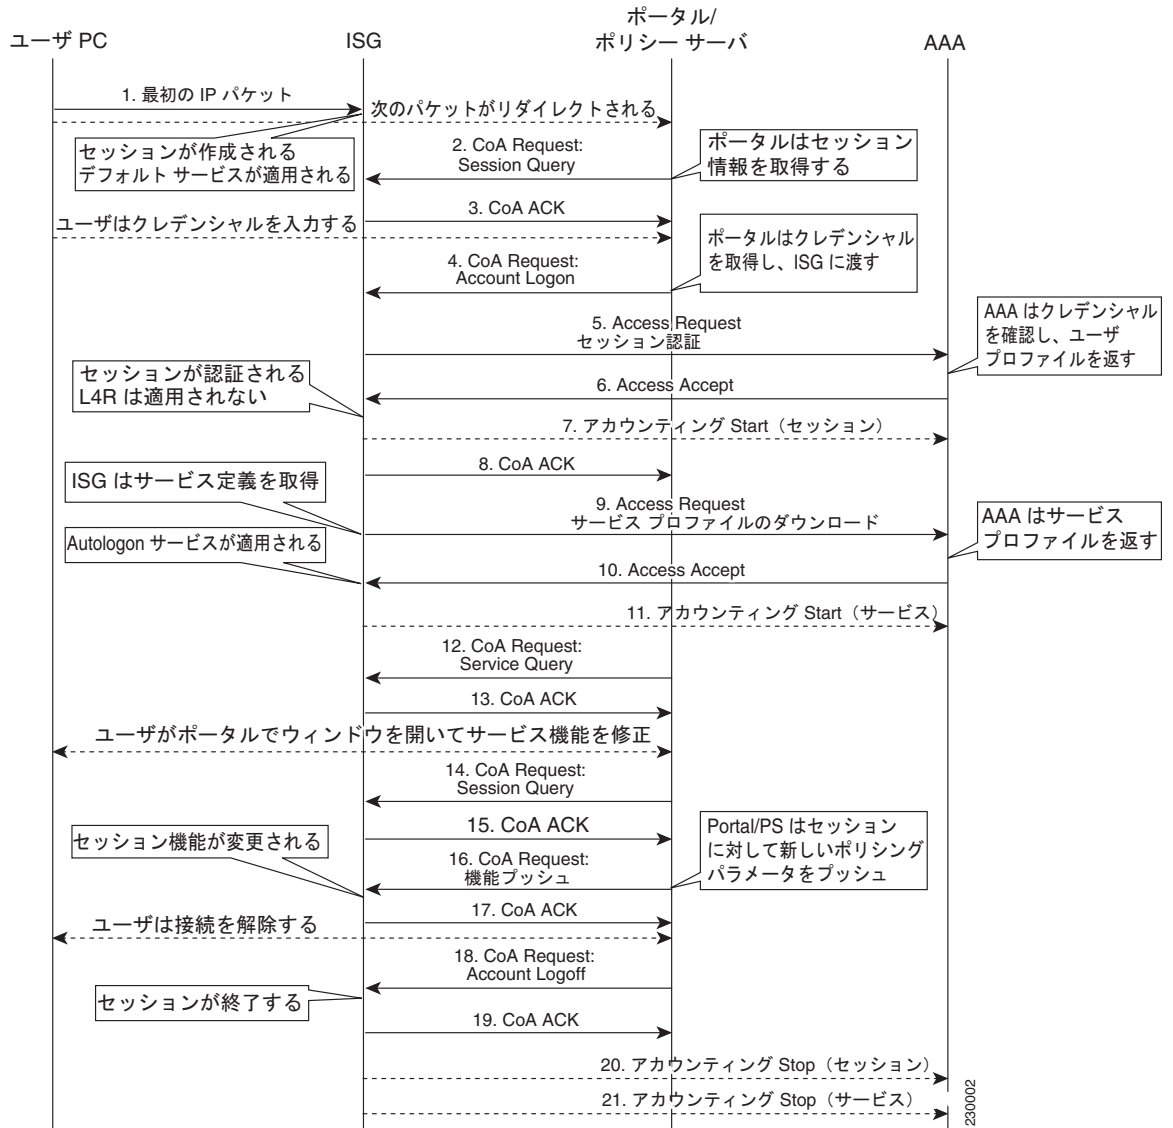 ユーザ PC
ISG
ポータル/
ポリシー サーバ
AAA
1. 最初の IP パケット
次のパケットがリダイレクトされる
セッションが作成される
デフォルト サービスが適用される
2. CoA Request:
Session Query
ポータルはセッション
情報を取得する
3. CoA ACK
ユーザはクレデンシャルを入力する
4. CoA Request:
Account Logon
ポータルはクレデンシャル
を取得し、ISG に渡す
5. Access Request
セッション認証
AAA はクレデンシャル
を確認し、ユーザ
プロファイルを返す
セッションが認証される
L4R は適用されない
6. Access Accept
7. アカウンティング Start（セッション）
8. CoA ACK
ISG はサービス定義を取得
9. Access Request
サービス プロファイルのダウンロード
AAA はサービス
プロファイルを返す
Autologon サービスが適用される
10. Access Accept
11. アカウンティング Start（サービス）
12. CoA Request:
Service Query
13. CoA ACK
ユーザがポータルでウィンドウを開いてサービス機能を修正
14. CoA Request:
Session Query
15. CoA ACK
セッション機能が変更される
16. CoA Request:
機能プッシュ
Portal/PS はセッション
に対して新しいポリシング
パラメータをプッシュ
17. CoA ACK
ユーザは接続を解除する
18. CoA Request:
Account Logoff
セッションが終了する
19. CoA ACK
20. アカウンティング Stop（セッション）
21. アカウンティング Stop（サービス）
230002